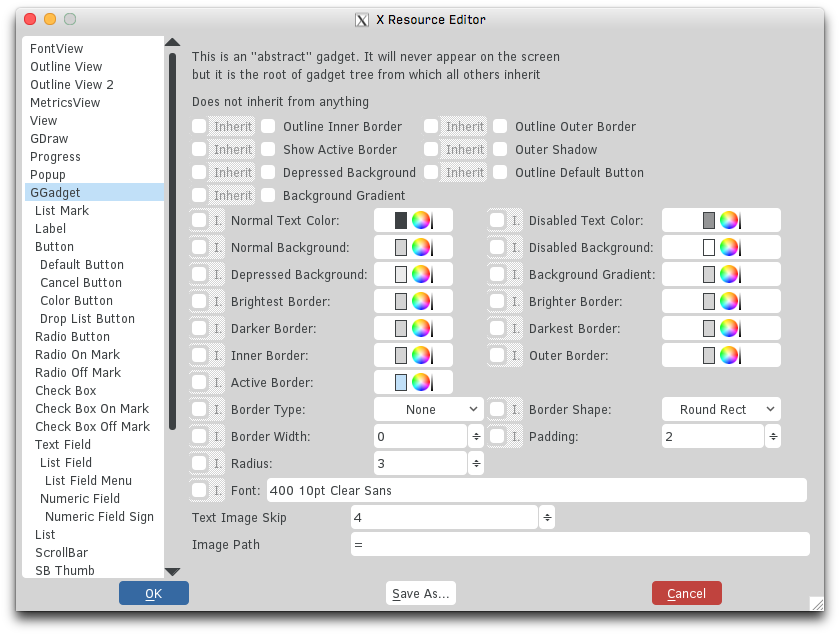 X Resource Editor
FontView
Outline View
Outline View 2
MetricsView
View
GDraw
Progress
Popup
GGadget
List Mark
Label
Button
Default Button
Cancel Button
Color Button
Drop List Button
Radio Button
Radio On Mark
Radio Off Mark
Check Box
Check Box On Mark
Check Box Off Mark
Text Field
List Field
List Field Menu
Numeric Field
Numeric Field Sign
List
ScrollBar
SB Thumb
This is an "abstract" gadget. It will never appear on the screen
but it is the root of gadget tree from which all others inherit
Does not inherit from anything
Inherit Outline Inner Border Inherit Outline Outer Border
Inherit Show Active Border Inherit Outer Shadow
Inherit Depressed Background Inherit Outline Default Button
Inherit Background Gradient
I. Normal Text Color: I. Disabled Text Color:
I. Normal Background: I. Disabled Background:
I. Depressed Background: I. Background Gradient:
I. Brightest Border: I. Brighter Border:
I. Darker Border: I. Darkest Border:
I. Inner Border: I. Outer Border:
I. Active Border:
I. Border Type: None I. Border Shape: Round Rect
I. Border Width: 0 I. Padding: 2
I. Radius: 3
I. Font: 400 10pt Clear Sans
Text Image Skip 4
Image Path =
OK Save As... Cancel